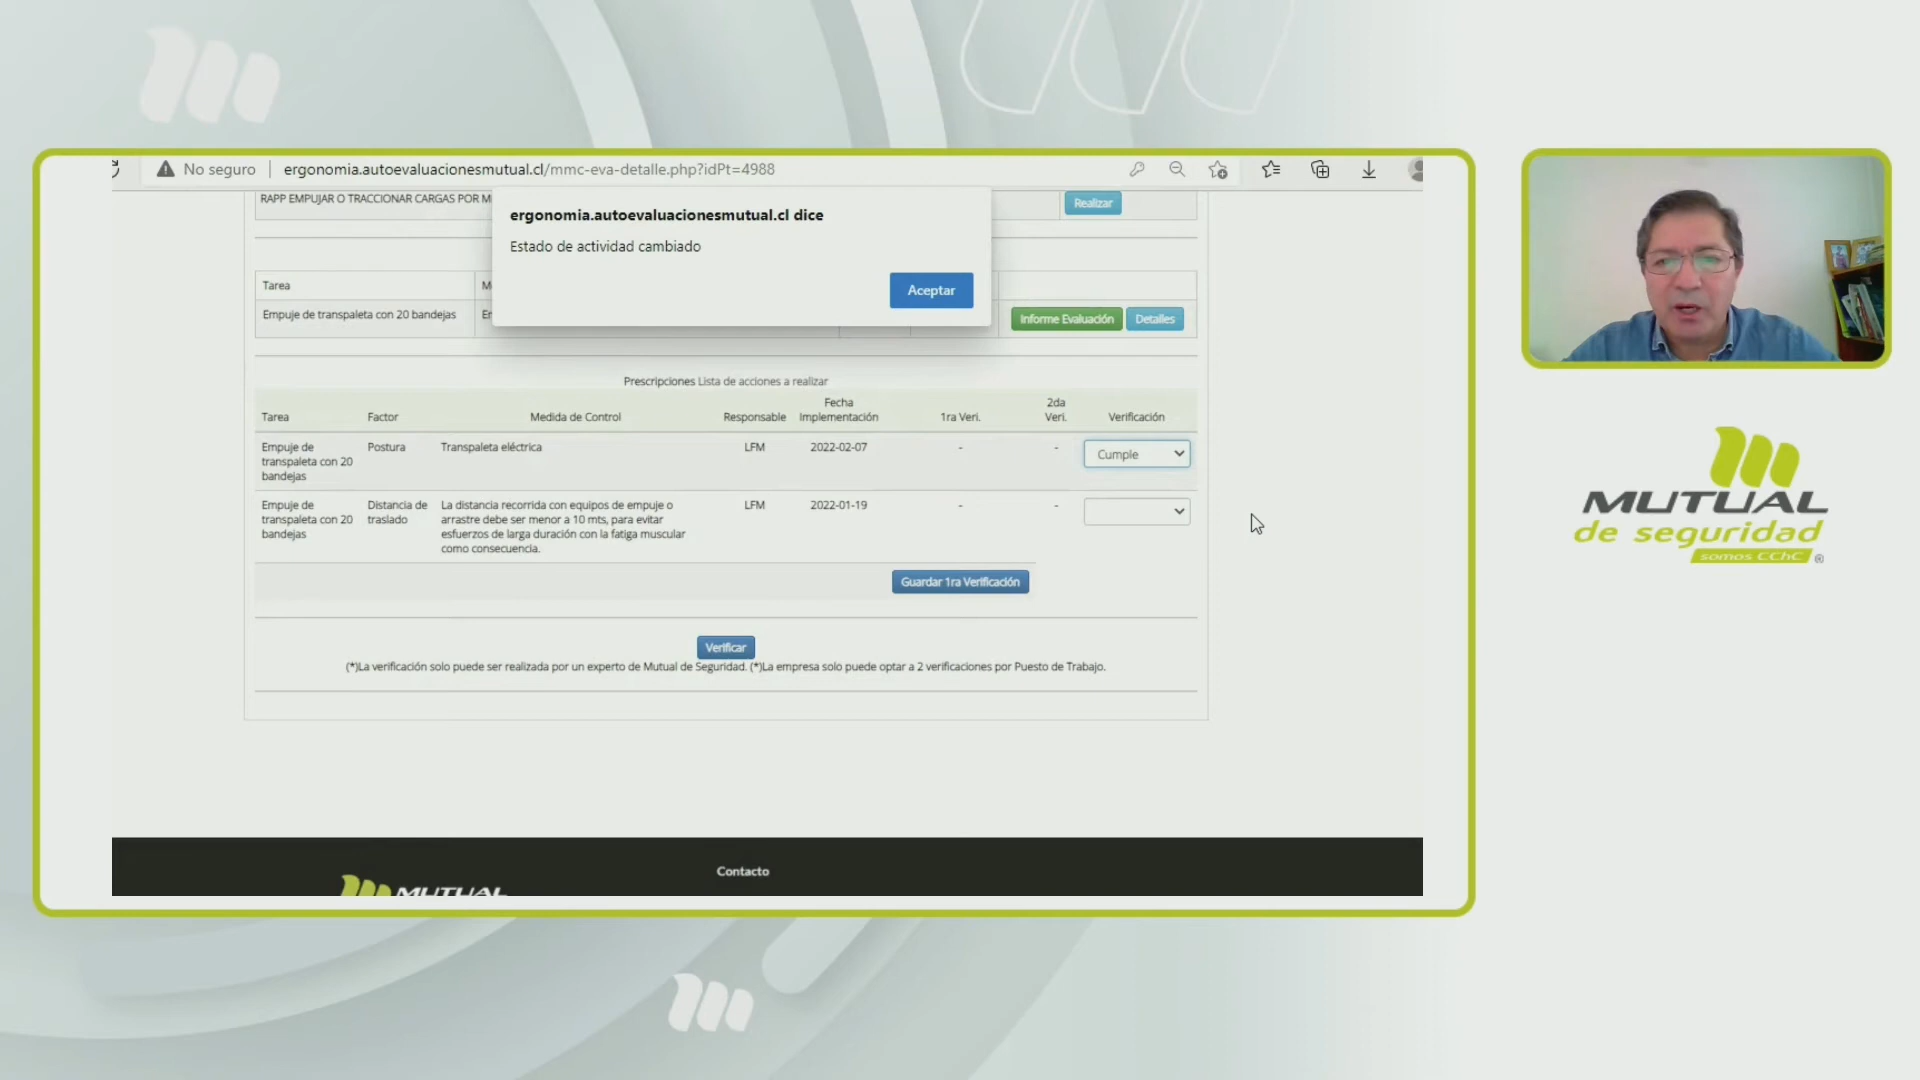 No seguro
ergonomia.autoevaluacionesmutual.cl/mmc-eva-detalle.php?idPt=4988
RAPP EMPUJAR O TRACCIONAR CARGAS POR
Realizar
ergonomia.autoevaluacionesmutual.cl dice
Estado de actividad cambiado
Aceptar
Tarea
Empuje de transpaleta con 20 bandejas
Informe Evaluación
Detalles
Prescripciones Lista de acciones a realizar
Tarea
Factor
Medida de Control
Responsable
Fecha
Implementación
1ra Veri.
2da
Veri.
Verificación
Empuje de
transpaleta con 20
bandejas
Postura
Transpaleta eléctrica
LFM
2022-02-07
-
-
Cumple
Empuje de
transpaleta con 20
bandejas
Distancia de
traslado
La distancia recorrida con equipos de empuje o
arrastre debe ser menor a 10 mts, para evitar
esfuerzos de larga duración con la fatiga muscular
como consecuencia.
LFM
2022-01-19
-
-
Guardar 1ra Verificación
Verificar
(*)La verificación solo puede ser realizada por un experto de Mutual de Seguridad. (*)La empresa solo puede optar a 2 verificaciones por Puesto de Trabajo.
Contacto
MUTUAL
MUTUAL
de seguridad
somos CChC ®